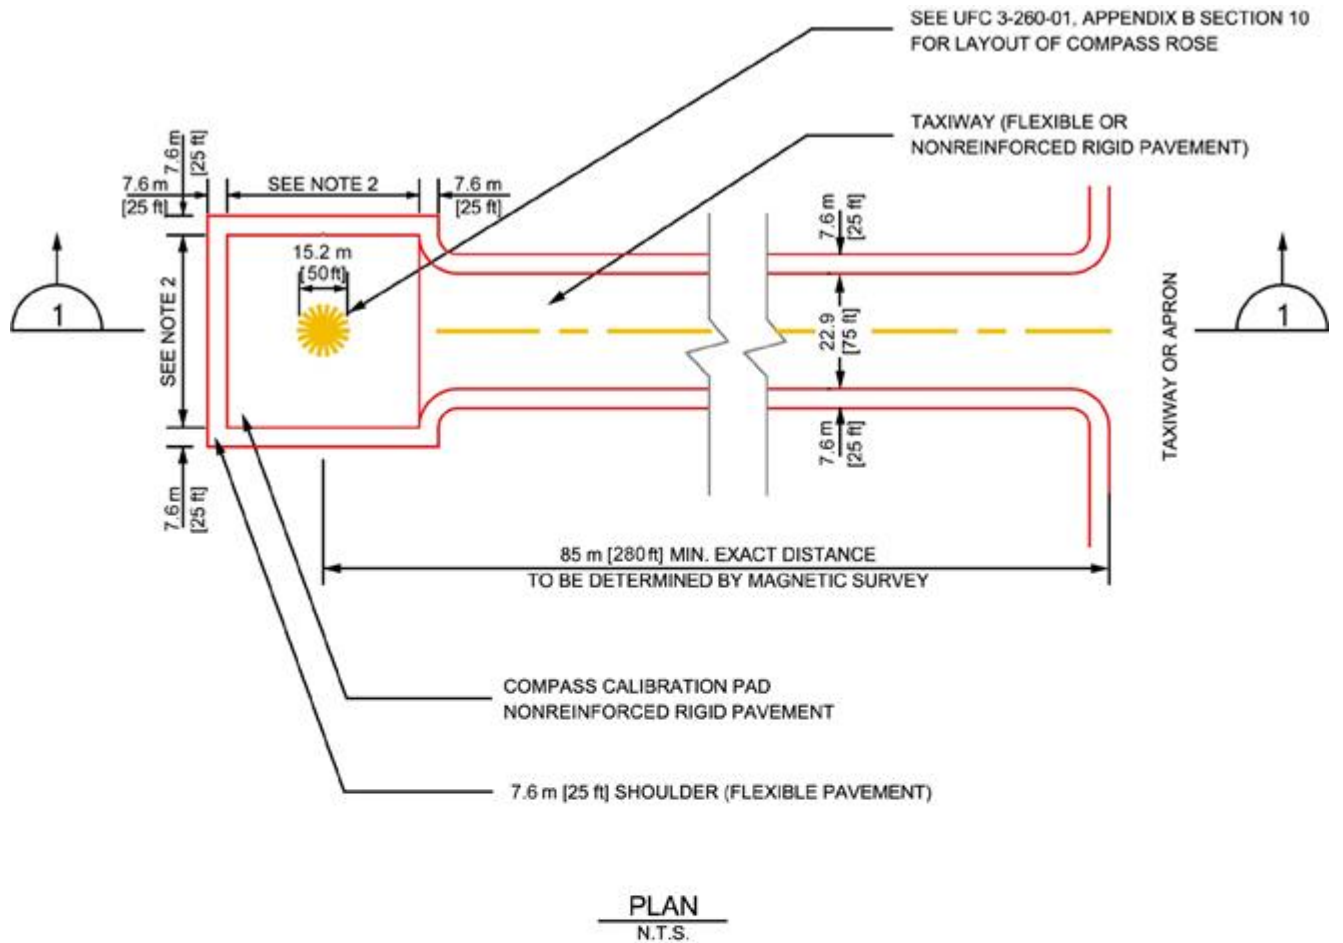 SEE UFC 3-260-01, APPENDIX B SECTION 10
FOR LAYOUT OF COMPASS ROSE
TAXIWAY (FLEXIBLE OR
NONREINFORCED RIGID PAVEMENT)
7.6 m
[25 ft]
7.6 m
[25 ft]
SEE NOTE 2
7.6 m
[25 ft]
7.6 m
[25 ft]
15.2 m
[50 ft]
1
SEE NOTE 2
22.9
[75 ft]
1
TAXIWAY OR APRON
7.6 m
[25 ft]
7.6 m
[25 ft]
85 m [280 ft] MIN. EXACT DISTANCE
TO BE DETERMINED BY MAGNETIC SURVEY
COMPASS CALIBRATION PAD
NONREINFORCED RIGID PAVEMENT
7.6 m [25 ft] SHOULDER (FLEXIBLE PAVEMENT)
PLAN
N.T.S.